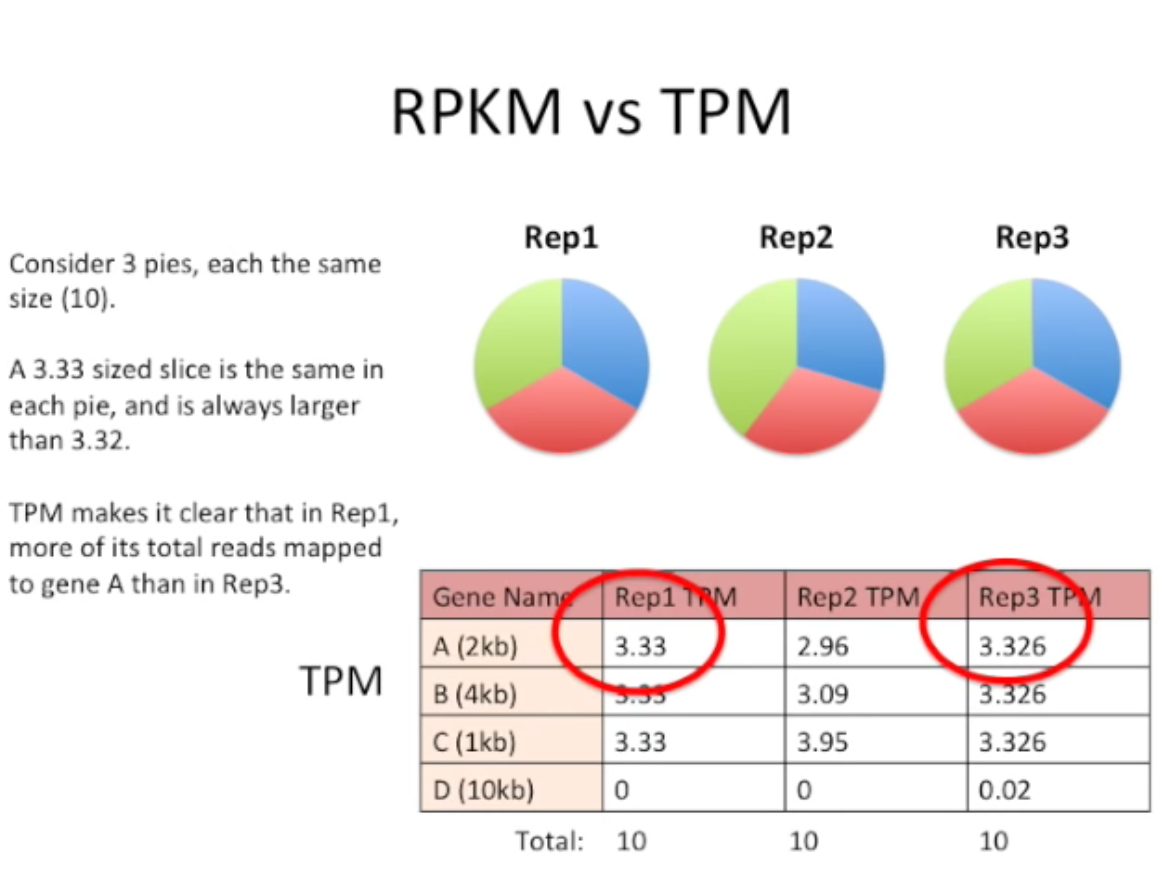 RPKM vs TPM
Rep1 Rep2 Rep3
Consider 3 pies, each the same
size (10).
A 3.33 sized slice is the same in
each pie, and is always larger
than 3.32.
TPM makes it clear that in Rep1,
more of its total reads mapped
to gene A than in Rep3.
TPM
Gene Name Rep1 TPM Rep2 TPM Rep3 TPM
A (2kb) 3.33 2.96 3.326
B (4kb) 3.33 3.09 3.326
C (1kb) 3.33 3.95 3.326
D (10kb) 0 0 0.02
Total: 10 10 10